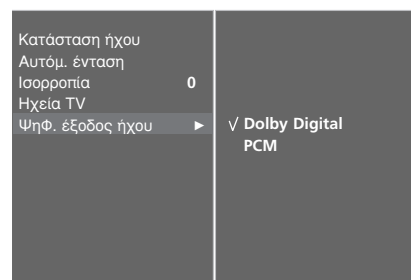 Κατάσταση ήχου
Αυτόμ. ένταση
Ισορροπία 0
Ηχεία TV
ΨηΦ. έξοδος ήχου ►
√ Dolby Digital
PCM